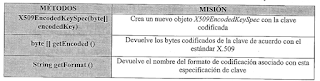 MÉTODOS
MISIÓN
X509EncodedKeySpec(byte[]
encodedKey)
Crea un nuevo objeto X509EncodedKeySpec con la clave
codificada
byte [] getEncoded ()
Devuelve los bytes codificados de la clave de acuerdo con el
estándar X.509
String getFormat ()
Devuelve el nombre del formato de codificación asociado con esta
especificación de clave